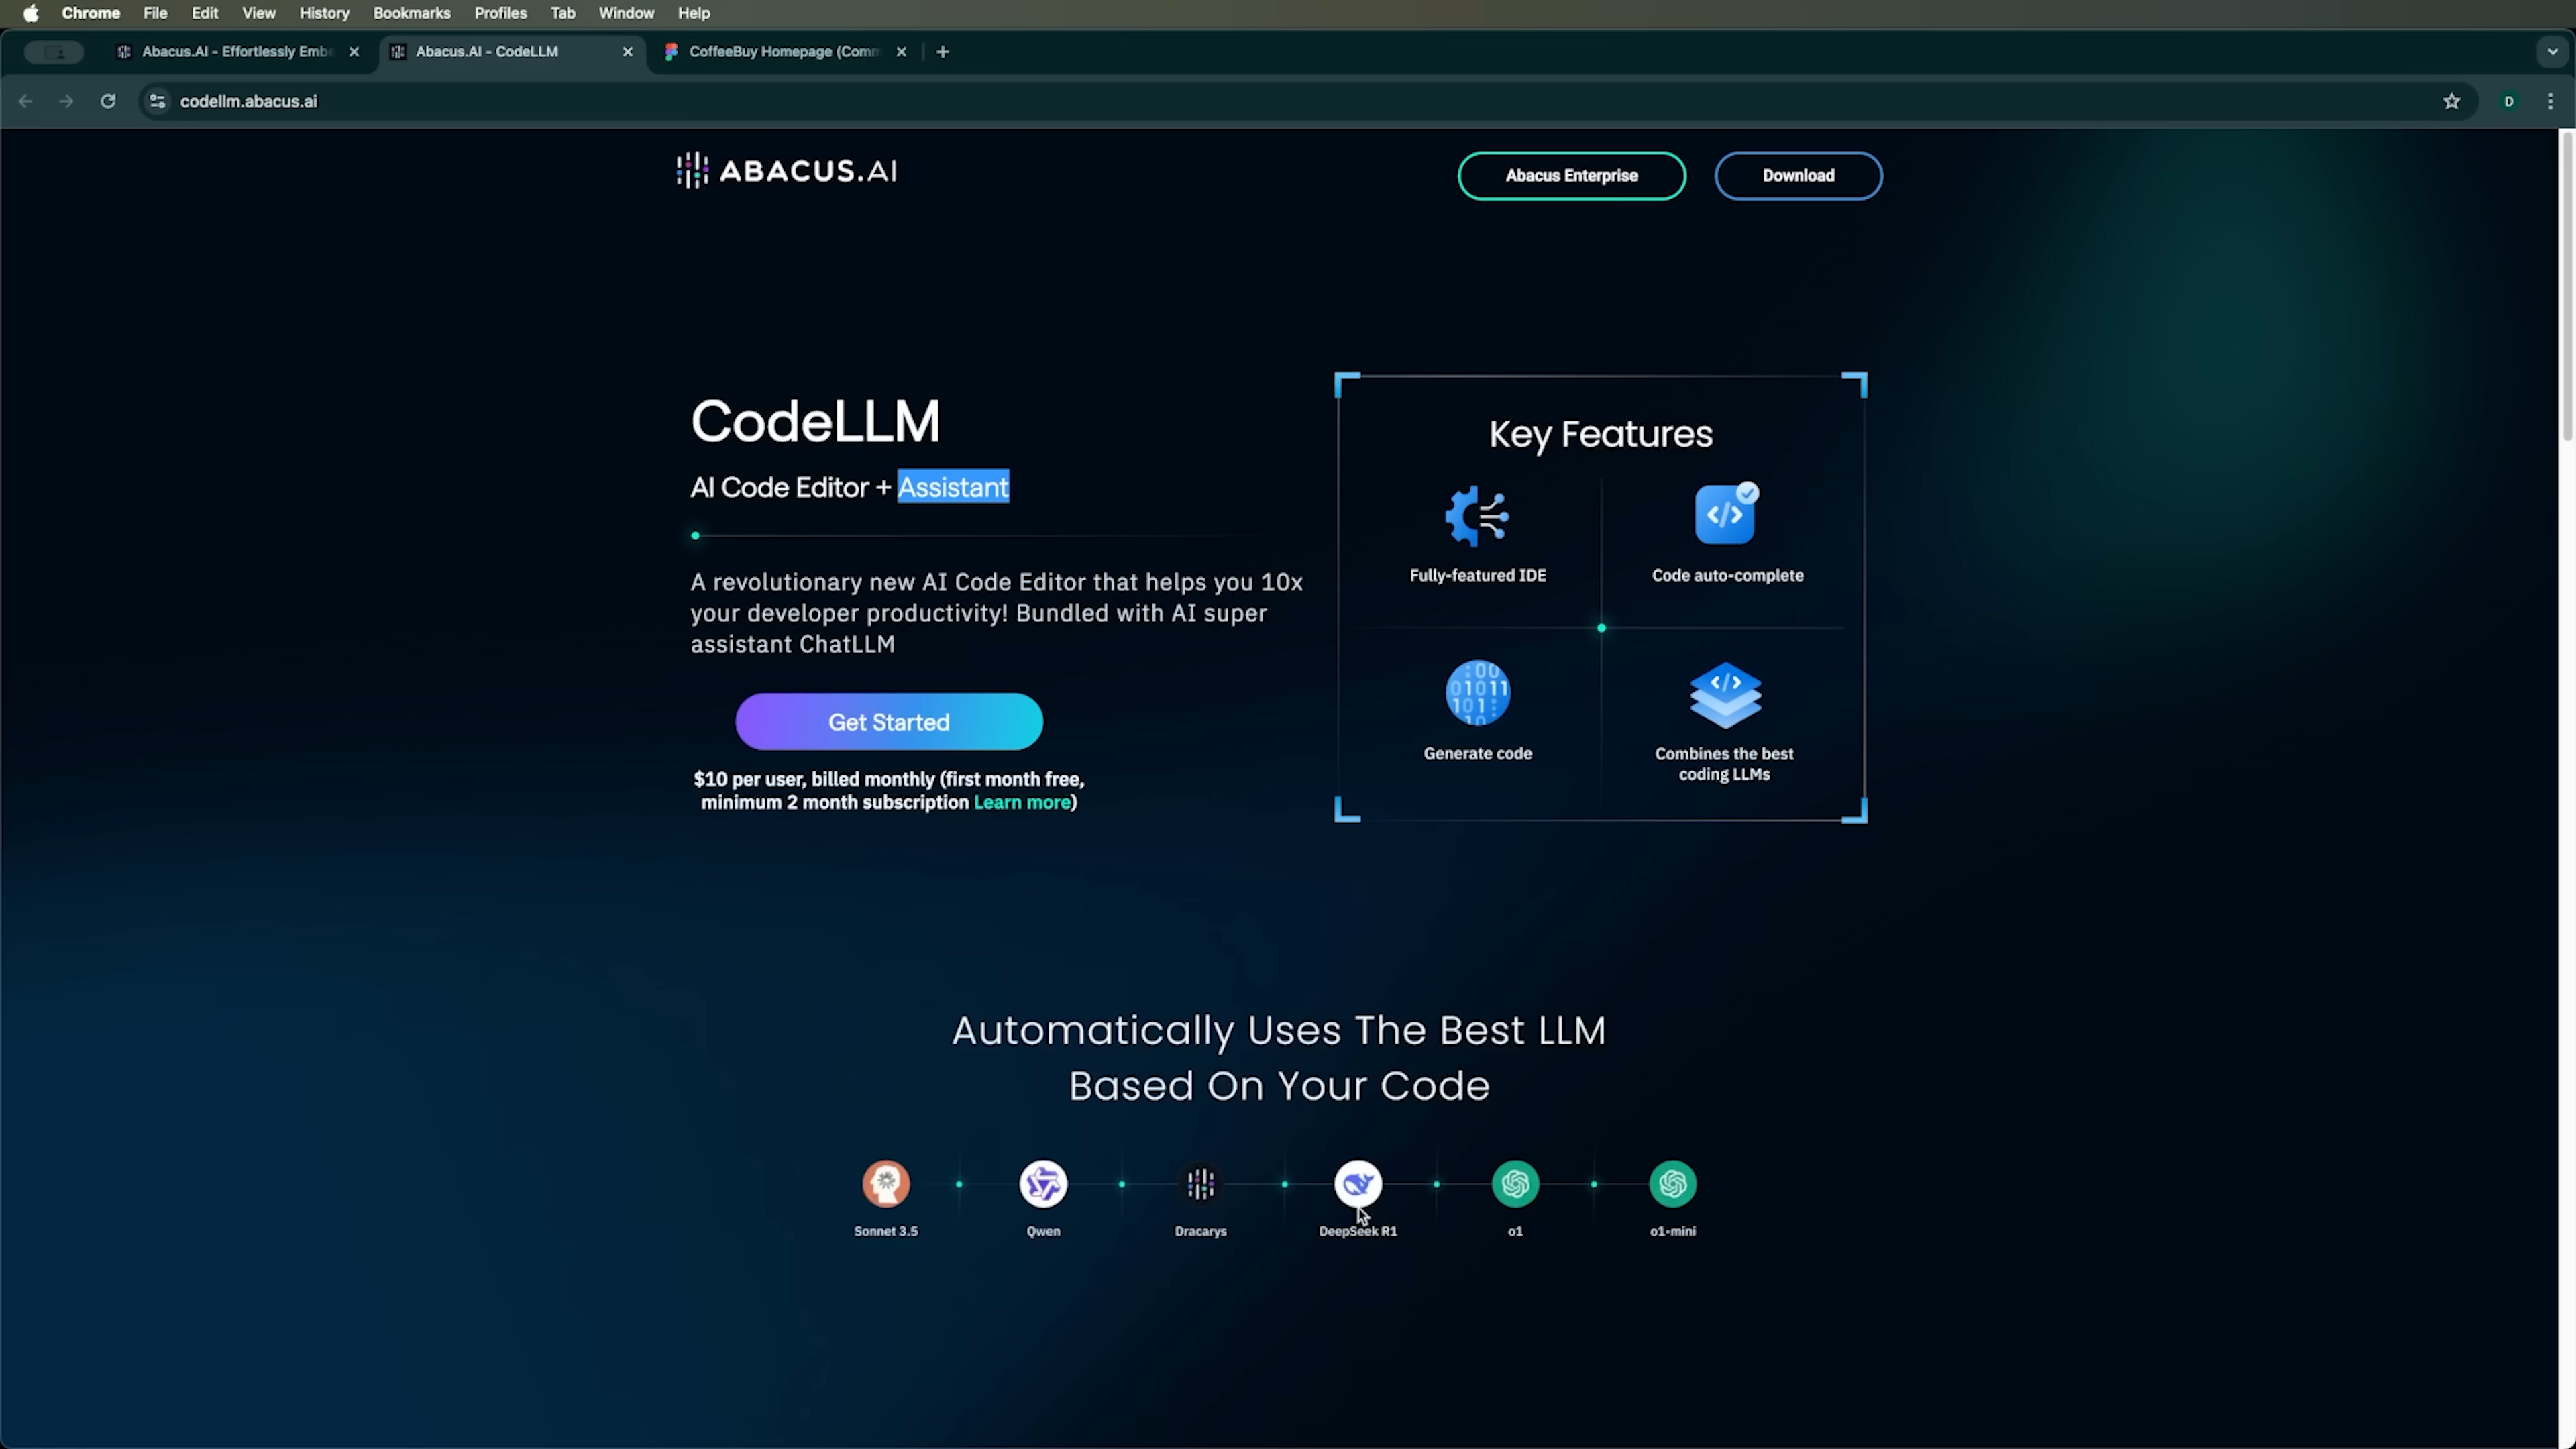 Chrome File Edit View History Bookmarks Profiles Tab Window Help
Abacus.AI - Effortlessly Embe
Abacus.AI - CodeLLM
CoffeeBuy Homepage (Comm
codellm.abacus.ai
D
ABACUS.AI
Abacus Enterprise
Download
CodeLLM
AI Code Editor + Assistant
A revolutionary new AI Code Editor that helps you 10x
your developer productivity! Bundled with AI super
assistant ChatLLM
Get Started
$10 per user, billed monthly (first month free,
minimum 2 month subscription Learn more)
Key Features
Fully-featured IDE
Code auto-complete
Generate code
Combines the best
coding LLMs
Automatically Uses The Best LLM
Based On Your Code
Sonnet 3.5
Qwen
Dracarys
DeepSeek R1
o1
o1-mini